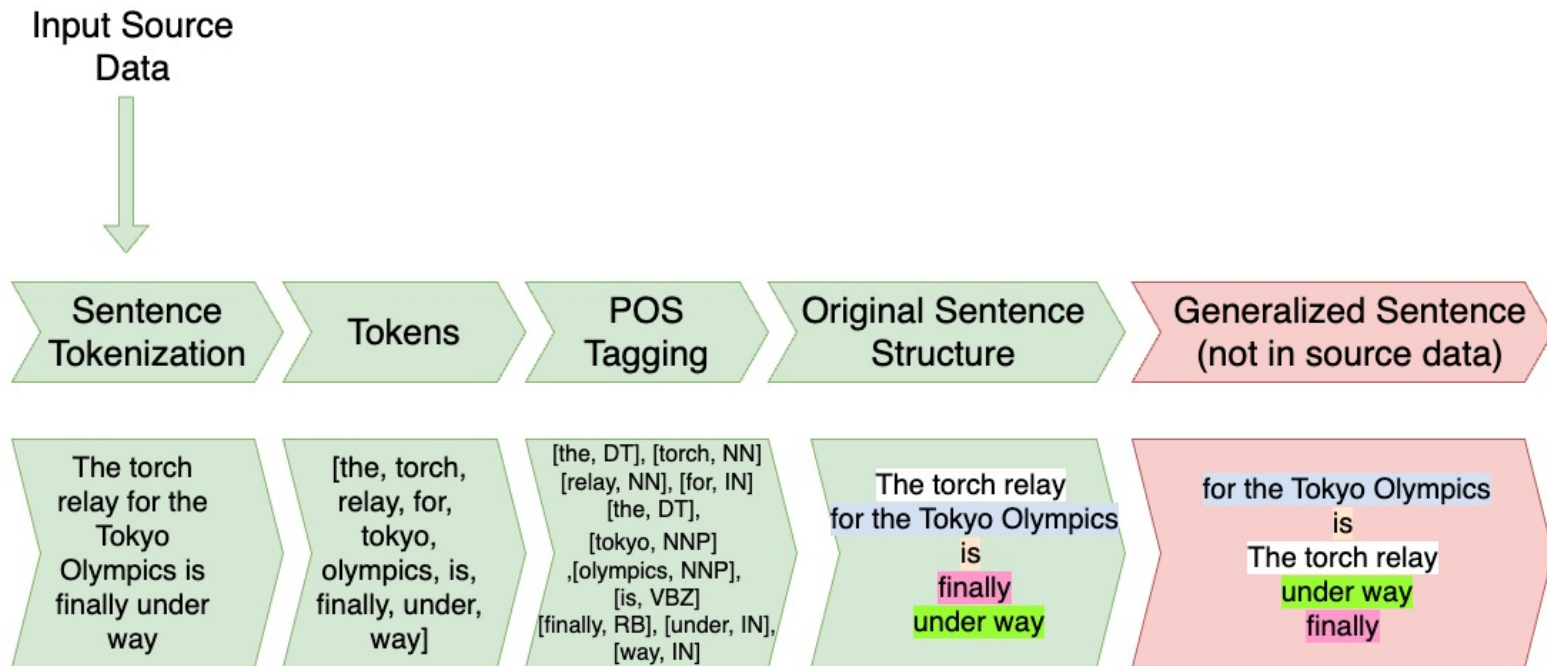 Input Source
Data
Sentence
Tokenization
Tokens
POS
Tagging
Original Sentence
Structure
Generalized Sentence
(not in source data)
The torch
relay for the
Tokyo
Olympics is
finally under
way
[the, torch,
relay, for,
tokyo,
olympics, is,
finally, under,
way]
[the, DT], [torch, NN]
[relay, NN], [for, IN]
[the, DT],
[tokyo, NNP]
,[olympics, NNP],
[is, VBZ]
[finally, RB], [under, IN],
[way, IN]
The torch relay
for the Tokyo Olympics
is
finally
under way
for the Tokyo Olympics
is
The torch relay
under way
finally